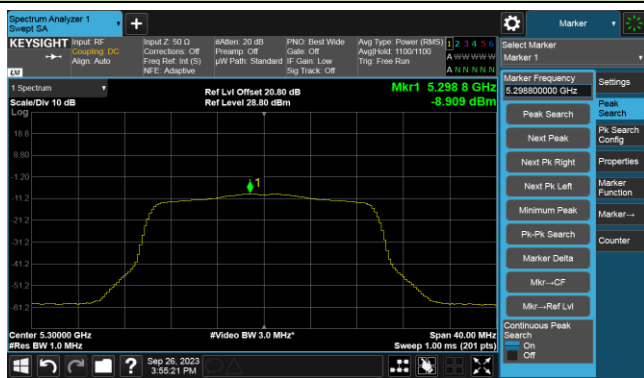 Spectrum Analyzer 1
Swept SA
+
Marker
KEYSIGHT
Input: RF
Coupling: DC
Align: Auto
Input Z: 50 Ω
Corrections: Off
Freq Ref: Int (S)
NFE: Adaptive
#Atten: 20 dB
Preamp: Off
µW Path: Standard
PNO: Best Wide
Gate: Off
IF Gain: Low
Sig Track: Off
Avg Type: Power (RMS)
Avg|Hold: 1100/1100
Trig: Free Run
1 2 3 4 5 6
A W W W W W
A N N N N N
LXI
Select Marker
Marker 1
1 Spectrum
Scale/Div 10 dB
Log
Ref Lvl Offset 20.80 dB
Ref Level 28.80 dBm
Mkr1 5.298 8 GHz
-8.909 dBm
18.8
8.80
-1.20
-11.2
-21.2
-31.2
-41.2
-51.2
-61.2
1
Center 5.30000 GHz
#Res BW 1.0 MHz
#Video BW 3.0 MHz*
Span 40.00 MHz
Sweep 1.00 ms (201 pts)
Marker Frequency
5.298800000 GHz
Peak Search
Next Peak
Next Pk Right
Next Pk Left
Minimum Peak
Pk-Pk Search
Marker Delta
Mkr→CF
Mkr→Ref Lvl
Continuous Peak
Search
On
Off
Settings
Peak
Search
Pk Search
Config
Properties
Marker
Function
Marker→
Counter
?
Sep 26, 2023
3:55:21 PM